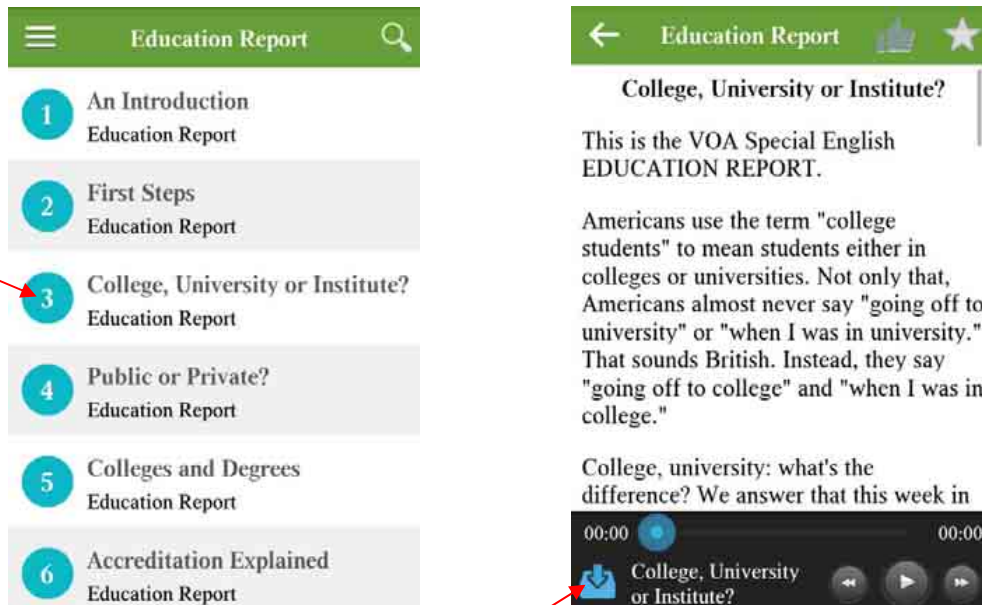 Education Report
1
An Introduction
Education Report
2
First Steps
Education Report
3
College, University or Institute?
Education Report
4
Public or Private?
Education Report
5
Colleges and Degrees
Education Report
6
Accreditation Explained
Education Report
Education Report
College, University or Institute?
This is the VOA Special English
EDUCATION REPORT.
Americans use the term "college
students" to mean students either in
colleges or universities. Not only that,
Americans almost never say "going off to
university" or "when I was in university."
That sounds British. Instead, they say
"going off to college" and "when I was in
college."
College, university: what's the
difference? We answer that this week in
00:00 00:00
College, University
or Institute?